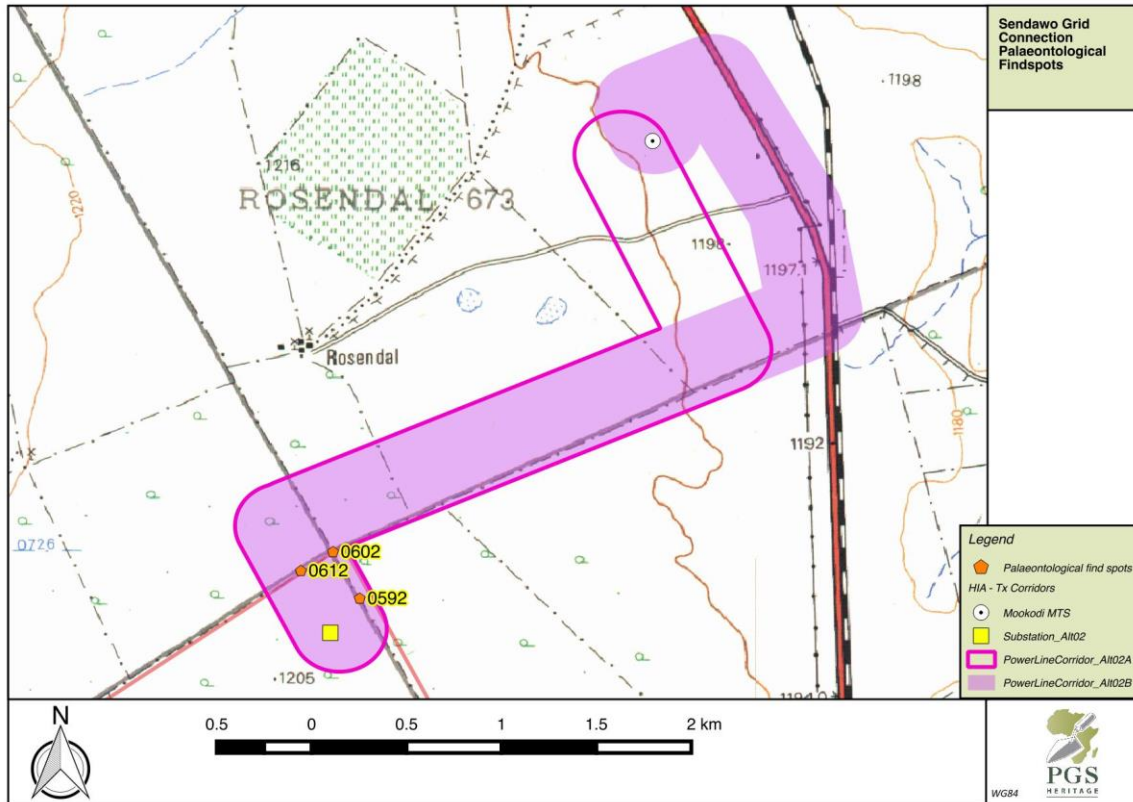 Sendawo Grid
Connection
Palaeontological
Findspots
1198
1216
1220
ROSENDAL 673
1198
1197,1
Rosendal
1192
1180
0726
0602
0612
0592
1205
Legend
Palaeontological find spots
HIA - Tx Corridors
Mookodi MTS
Substation_Alt02
PowerLineCorridor_Alt02A
PowerLineCorridor_Alt02B
N
0.5 0 0.5 1 1.5 2 km
WG84
PGS
HERITAGE